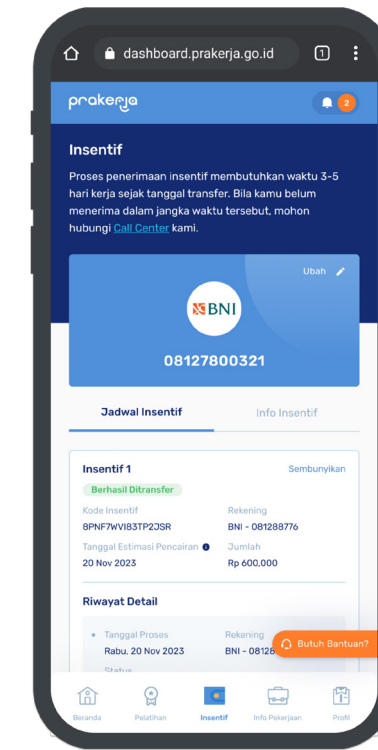 dashboard.prakerja.go.id 1
prakerja 2
Insentif
Proses penerimaan insentif membutuhkan waktu 3-5
hari kerja sejak tanggal transfer. Bila kamu belum
menerima dalam jangka waktu tersebut, mohon
hubungi Call Center kami.
Ubah
BNI
08127800321
Jadwal Insentif Info Insentif
Insentif 1 Sembunyikan
Berhasil Ditransfer
Kode Insentif Rekening
8PNF7WVI83TP2JSR BNI - 081288776
Tanggal Estimasi Pencairan Jumlah
20 Nov 2023 Rp 600,000
Riwayat Detail
Tanggal Proses Rekening
Rabu, 20 Nov 2023 BNI - 08128
Butuh Bantuan?
Status
Beranda Pelatihan Insentif Info Pekerjaan Profil